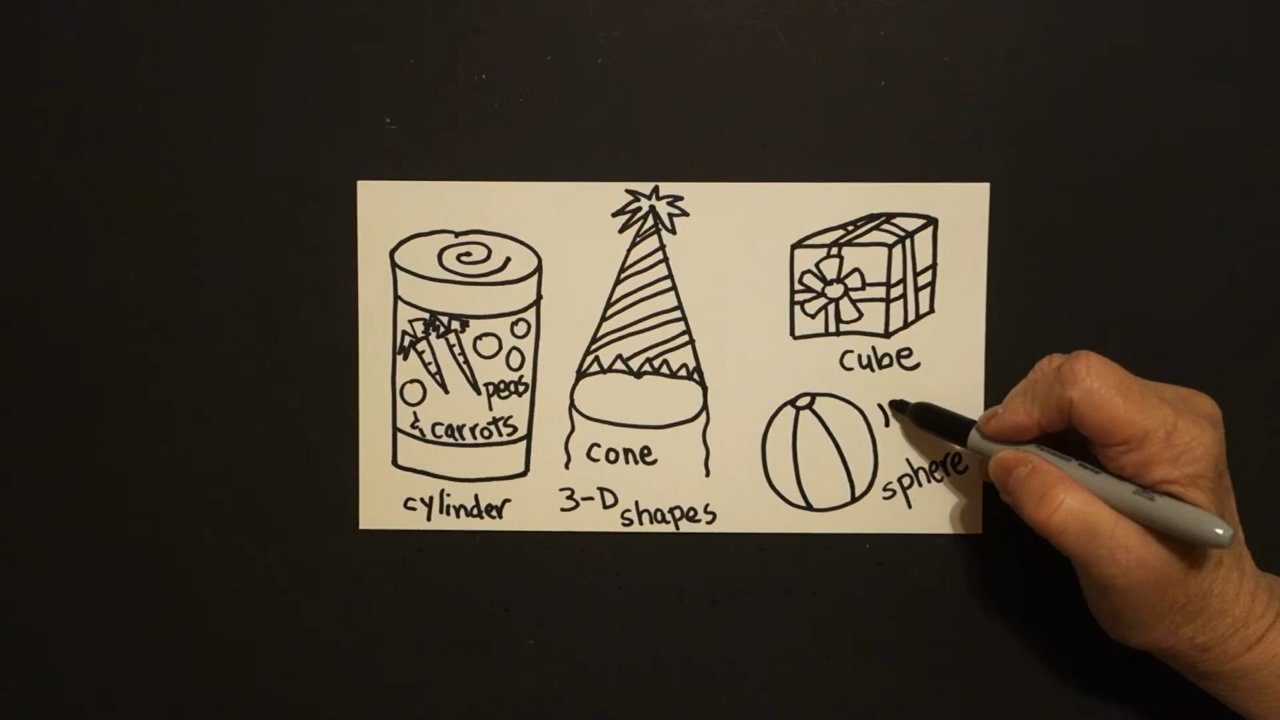 peas
& carrots
cylinder
cone
3-D shapes
cube
sphere